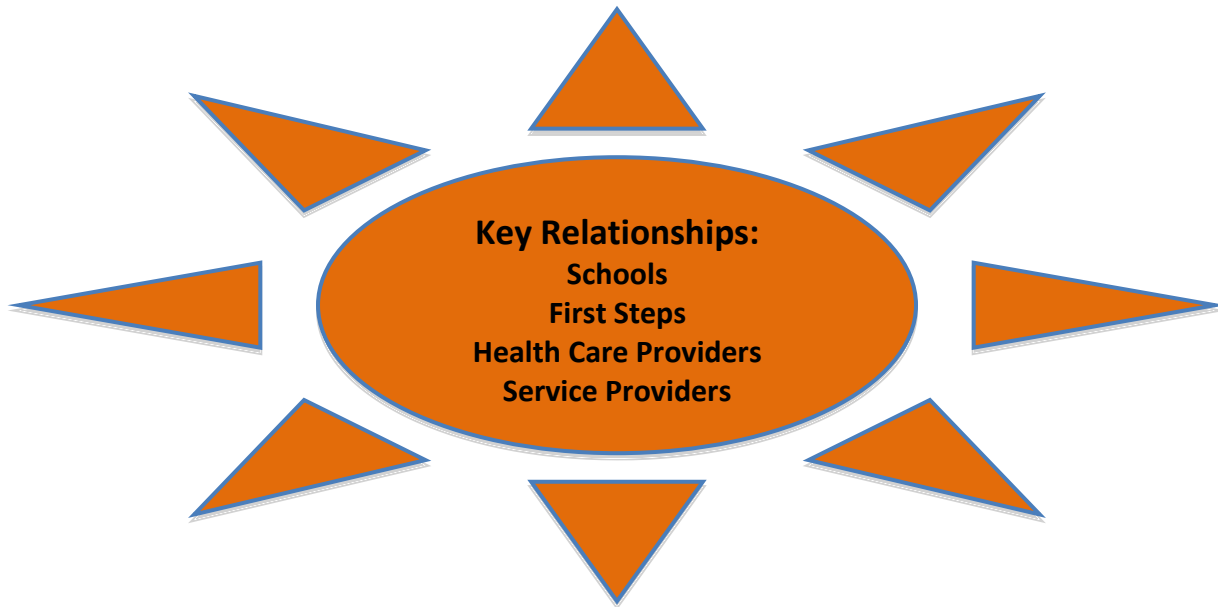 Key Relationships:
Schools
First Steps
Health Care Providers
Service Providers